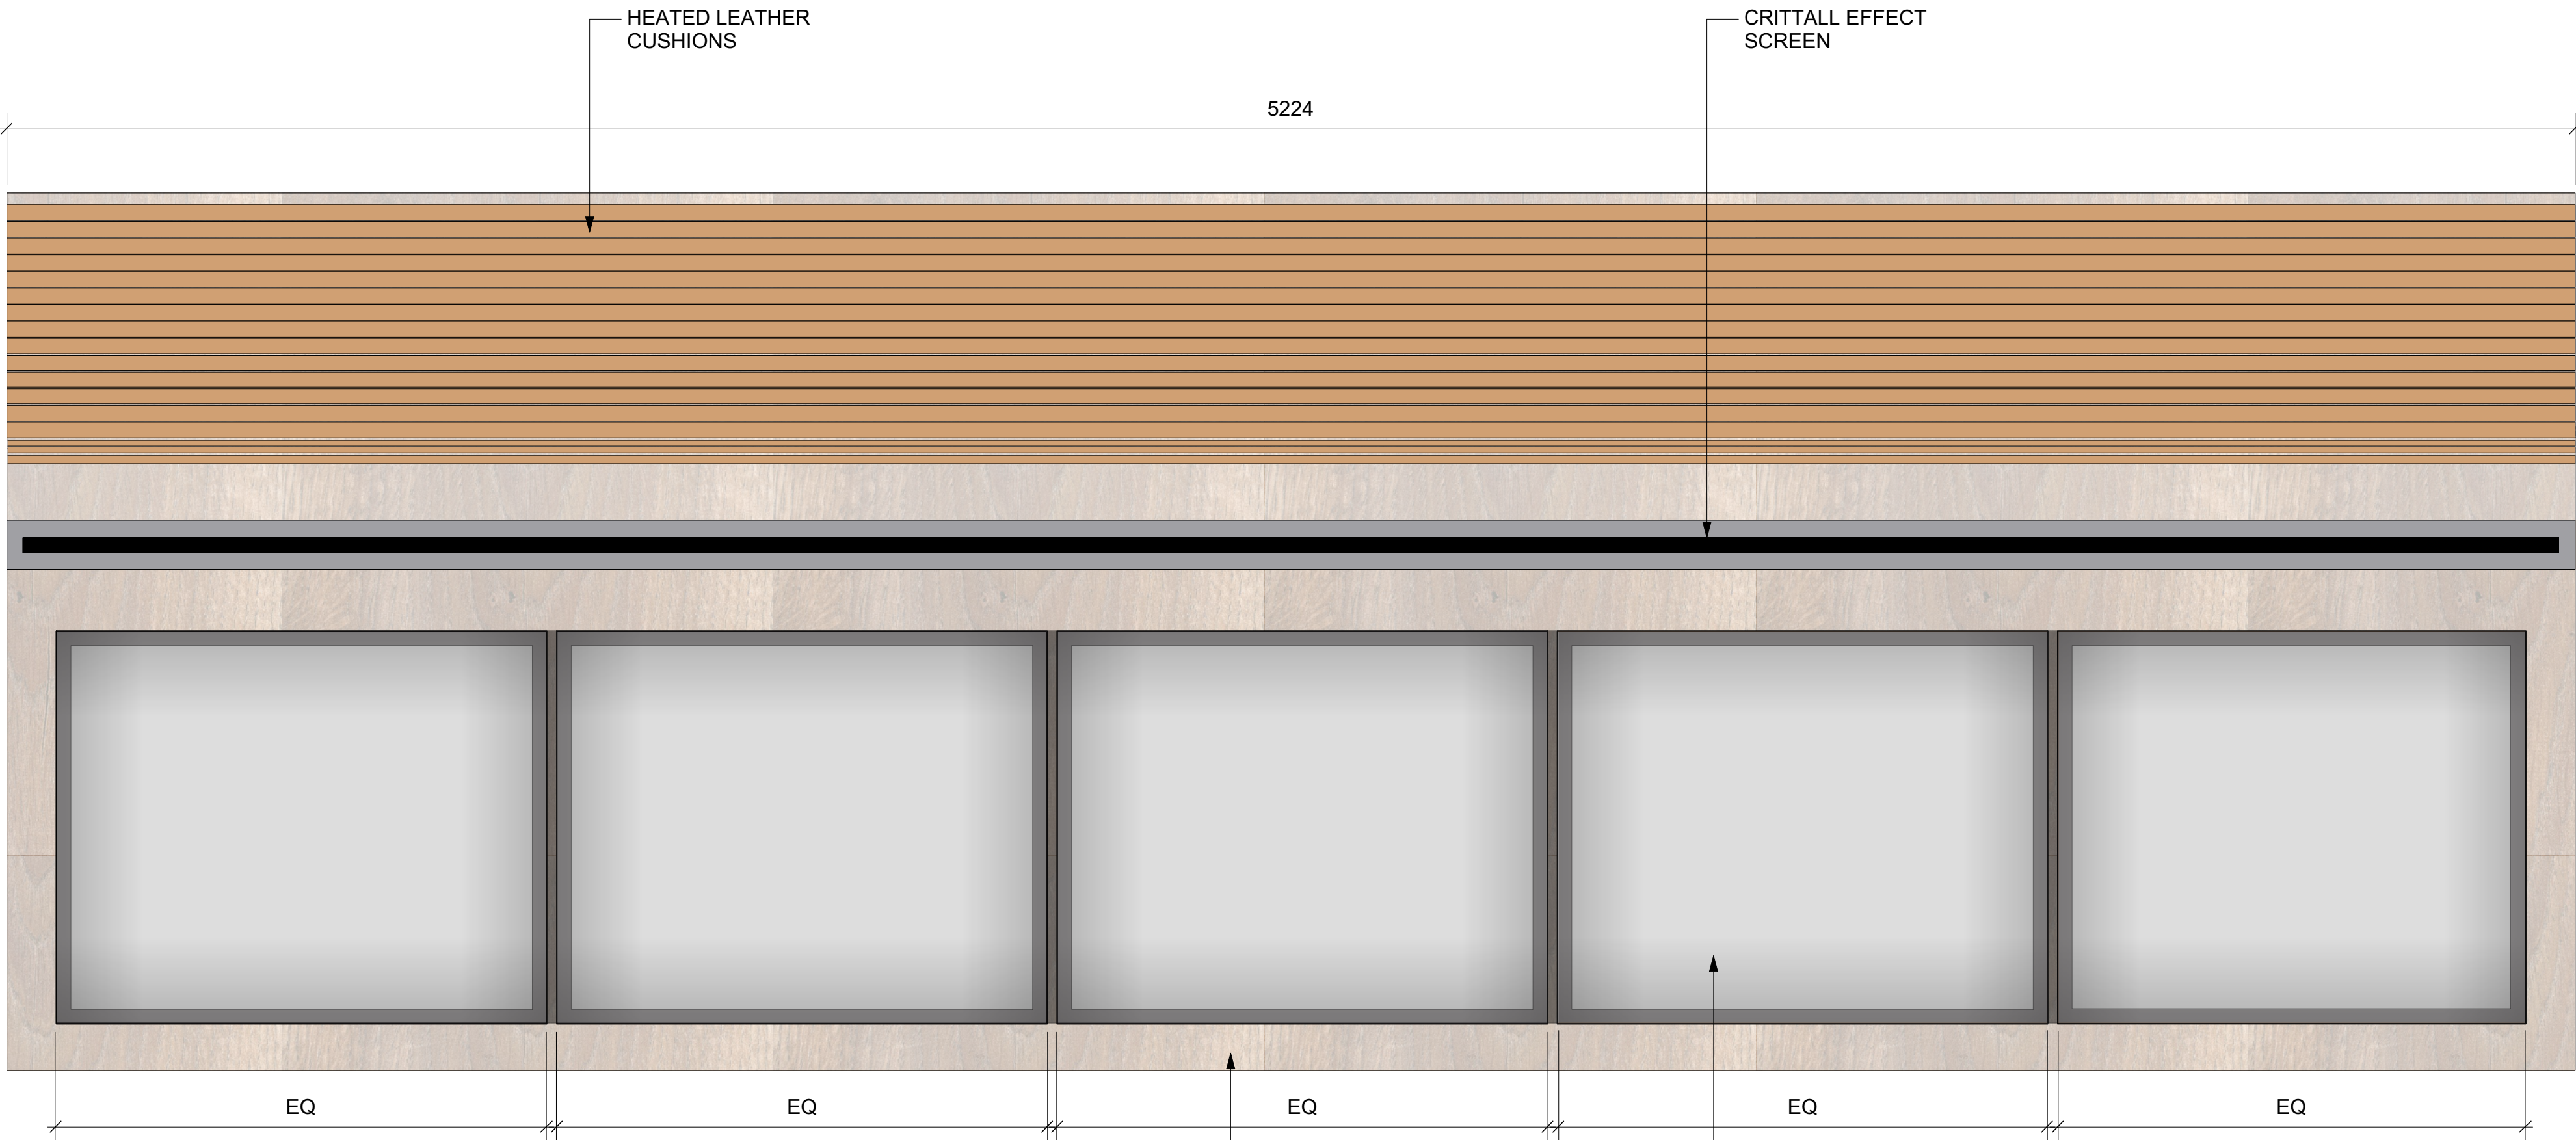 HEATED LEATHER
CUSHIONS
CRITTALL EFFECT
SCREEN
5224
EQ
EQ
EQ
EQ
EQ